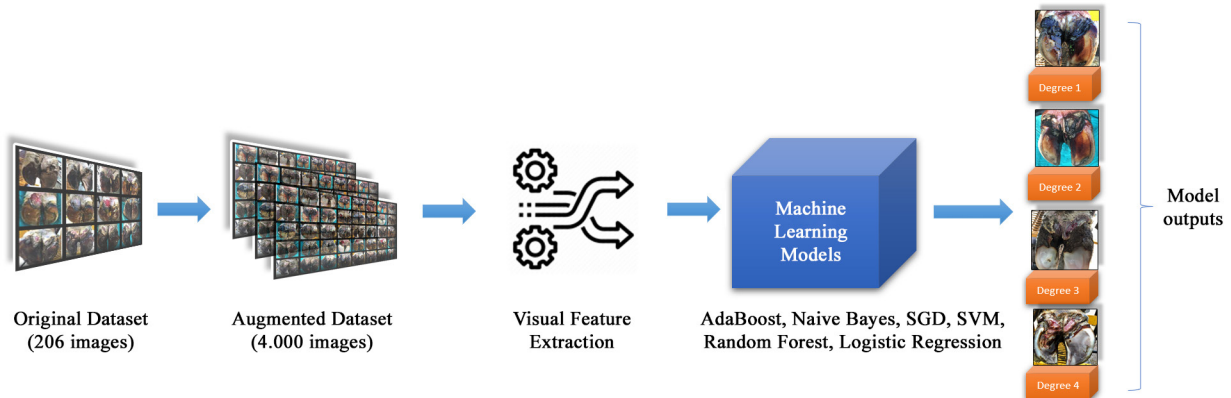 Original Dataset
(206 images)
Augmented Dataset
(4.000 images)
Visual Feature
Extraction
Machine
Learning
Models
AdaBoost, Naive Bayes, SGD, SVM,
Random Forest, Logistic Regression
Degree 1
Degree 2
Degree 3
Degree 4
Model
outputs